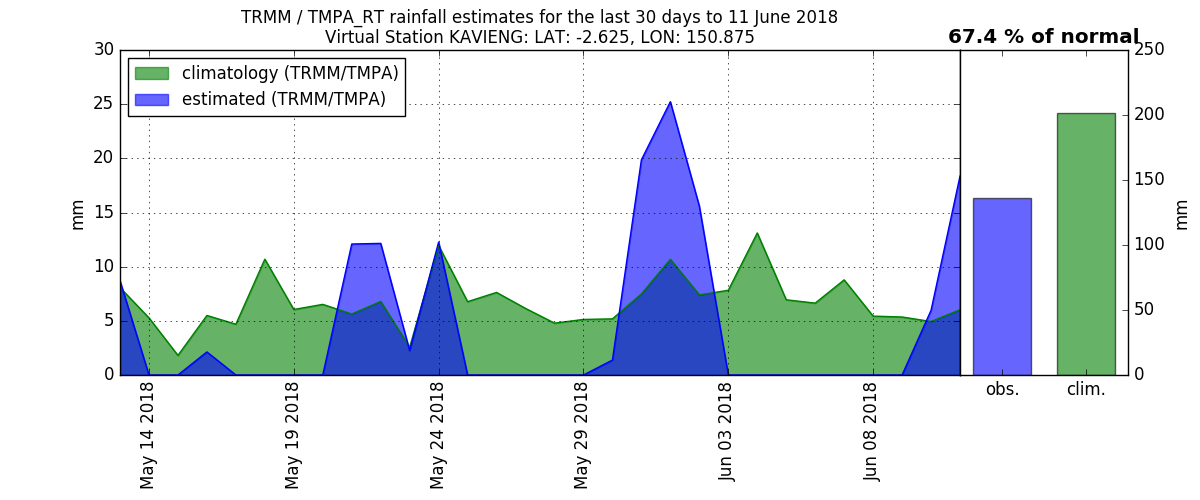 TRMM / TMPA_RT rainfall estimates for the last 30 days to 11 June 2018
Virtual Station KAVIENG: LAT: -2.625, LON: 150.875
67.4 % of normal
climatology (TRMM/TMPA)
estimated (TRMM/TMPA)
30
25
20
15
10
5
0
mm
May 14 2018
May 19 2018
May 24 2018
May 29 2018
Jun 03 2018
Jun 08 2018
250
200
150
100
50
0
mm
obs.
clim.